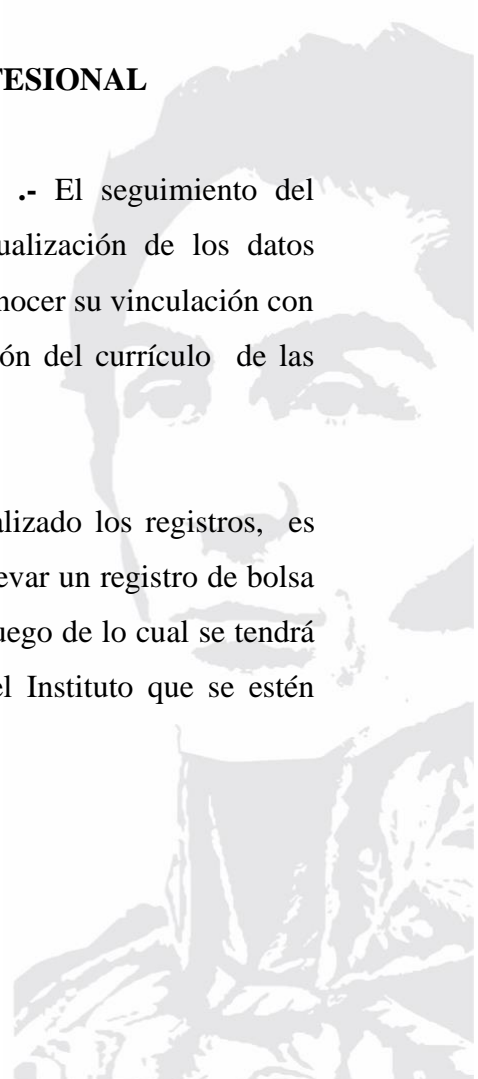 ESIONAL
.- El seguimiento del
ualización de los datos
nocer su vinculación con
ón del currículo de las
alizado los registros, es
evar un registro de bolsa
uego de lo cual se tendrá
el Instituto que se estén